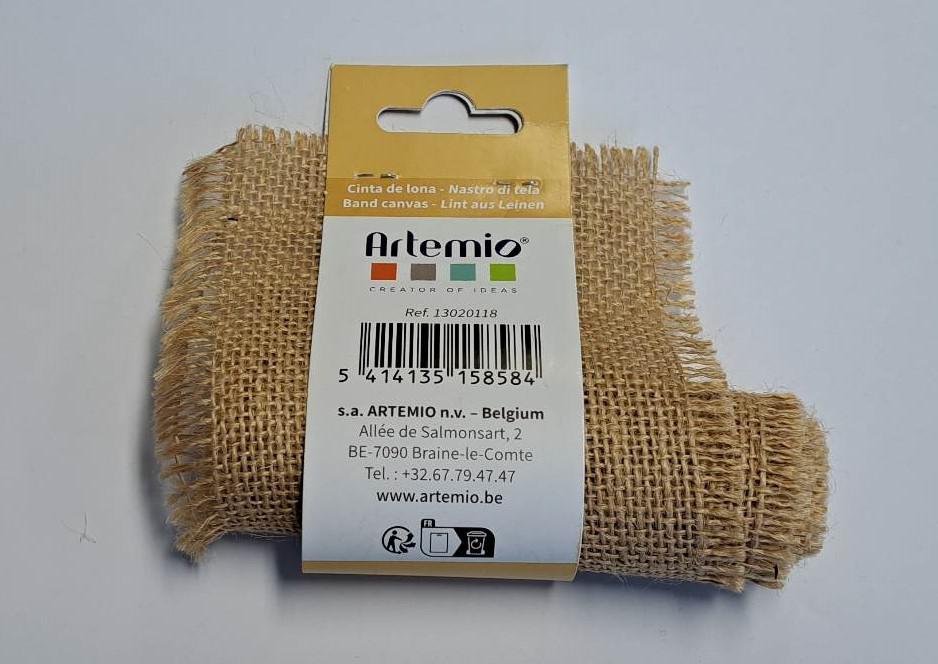 Cinta de lona - Nastro di tela
Band canvas - Lint aus Leinen
Artemio®
CREATOR OF IDEAS
Ref. 13020118
5 414135 158584
s.a. ARTEMIO n.v. – Belgium
Allée de Salmonsart, 2
BE-7090 Braine-le-Comte
Tel. : +32.67.79.47.47
www.artemio.be
FR